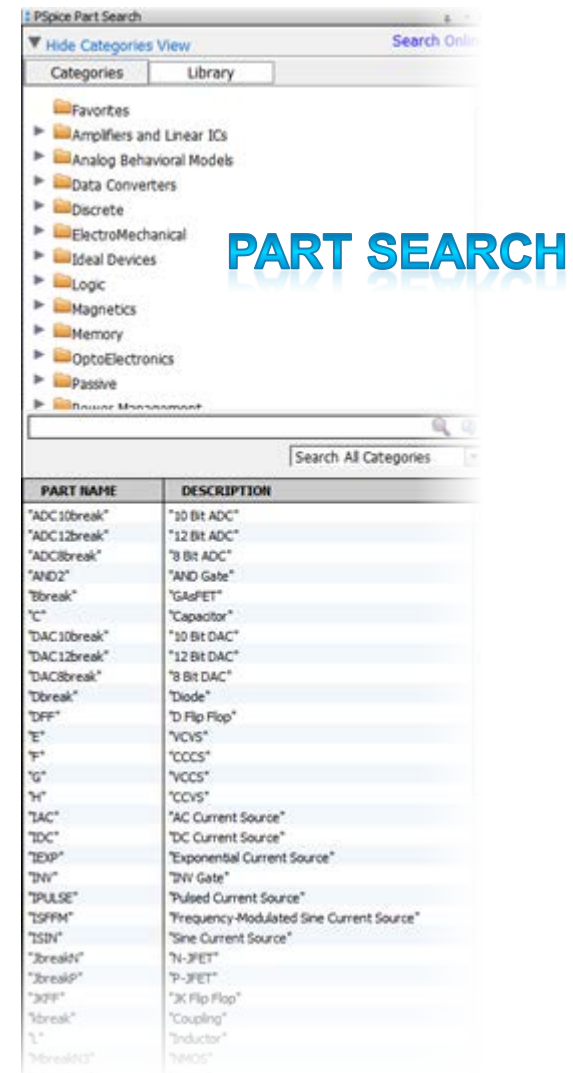 PSpice Part Search
Hide Categories View Search Onlin
Categories Library
Favorites
Amplifiers and Linear ICs
Analog Behavioral Models
Data Converters
Discrete
ElectroMechanical
Ideal Devices
PART SEARCH
Logic
Magnetics
Memory
OptoElectronics
Passive
Power Management
Search All Categories
PART NAME DESCRIPTION
"ADC10break" "10 Bit ADC"
"ADC12break" "12 Bit ADC"
"ADC8break" "8 Bit ADC"
"AND2" "AND Gate"
"Bbreak" "GAsFET"
"C" "Capacitor"
"DAC10break" "10 Bit DAC"
"DAC12break" "12 Bit DAC"
"DAC8break" "8 Bit DAC"
"Dbreak" "Diode"
"DFF" "D Flip Flop"
"E" "VCVS"
"F" "CCCS"
"G" "VCCS"
"H" "CCVS"
"IAC" "AC Current Source"
"IDC" "DC Current Source"
"IEXP" "Exponential Current Source"
"INV" "INV Gate"
"IPULSE" "Pulsed Current Source"
"ISFFM" "Frequency-Modulated Sine Current Source"
"ISIN" "Sine Current Source"
"JbreakN" "N-JFET"
"JbreakP" "P-JFET"
"JKFF" "JK Flip Flop"
"kbreak" "Coupling"
"L" "Inductor"
"MbreakN3" "NMOS"